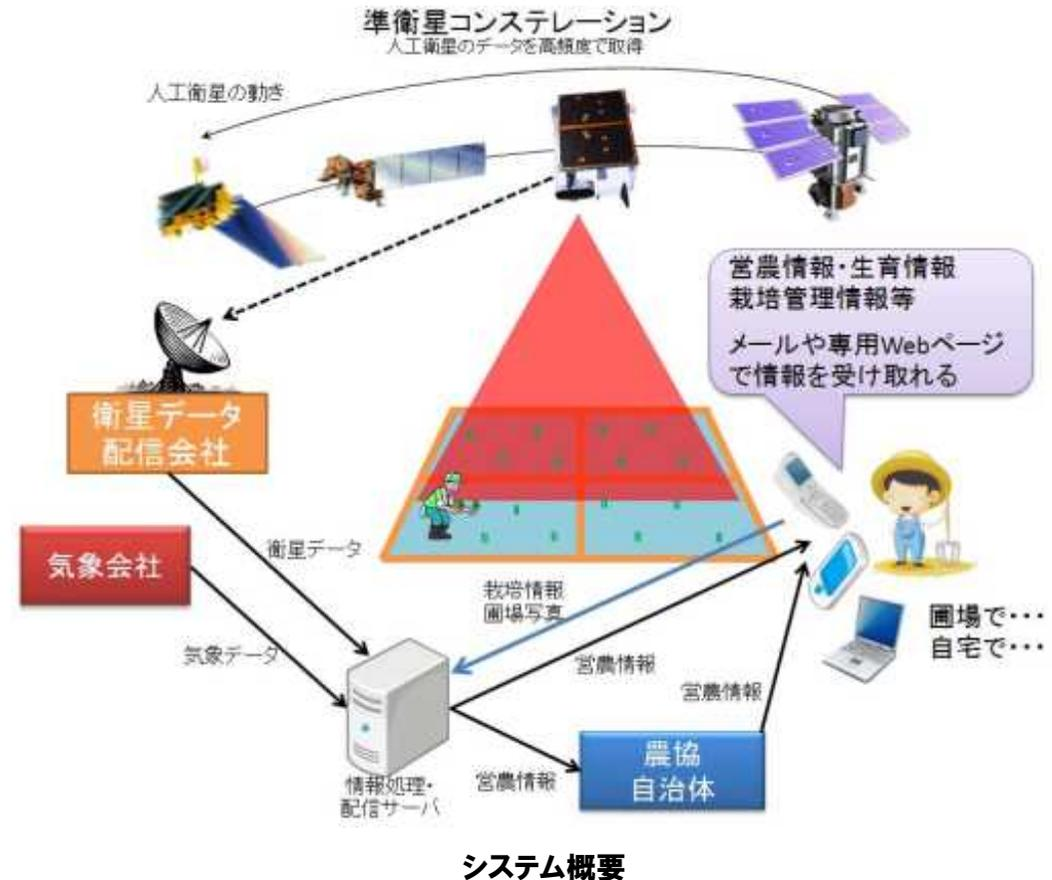 準衛星コンステレーション
人工衛星のデータを高頻度で取得
人工衛星の動き
営農情報・生育情報
栽培管理情報等
メールや専用Webページ
で情報を受け取れる
衛星データ
配信会社
気象会社
衛星データ
気象データ
栽培情報
圃場写真
営農情報
営農情報
圃場で・・・
自宅で・・・
農協
自治体
営農情報
情報処理・
配信サーバ
システム概要